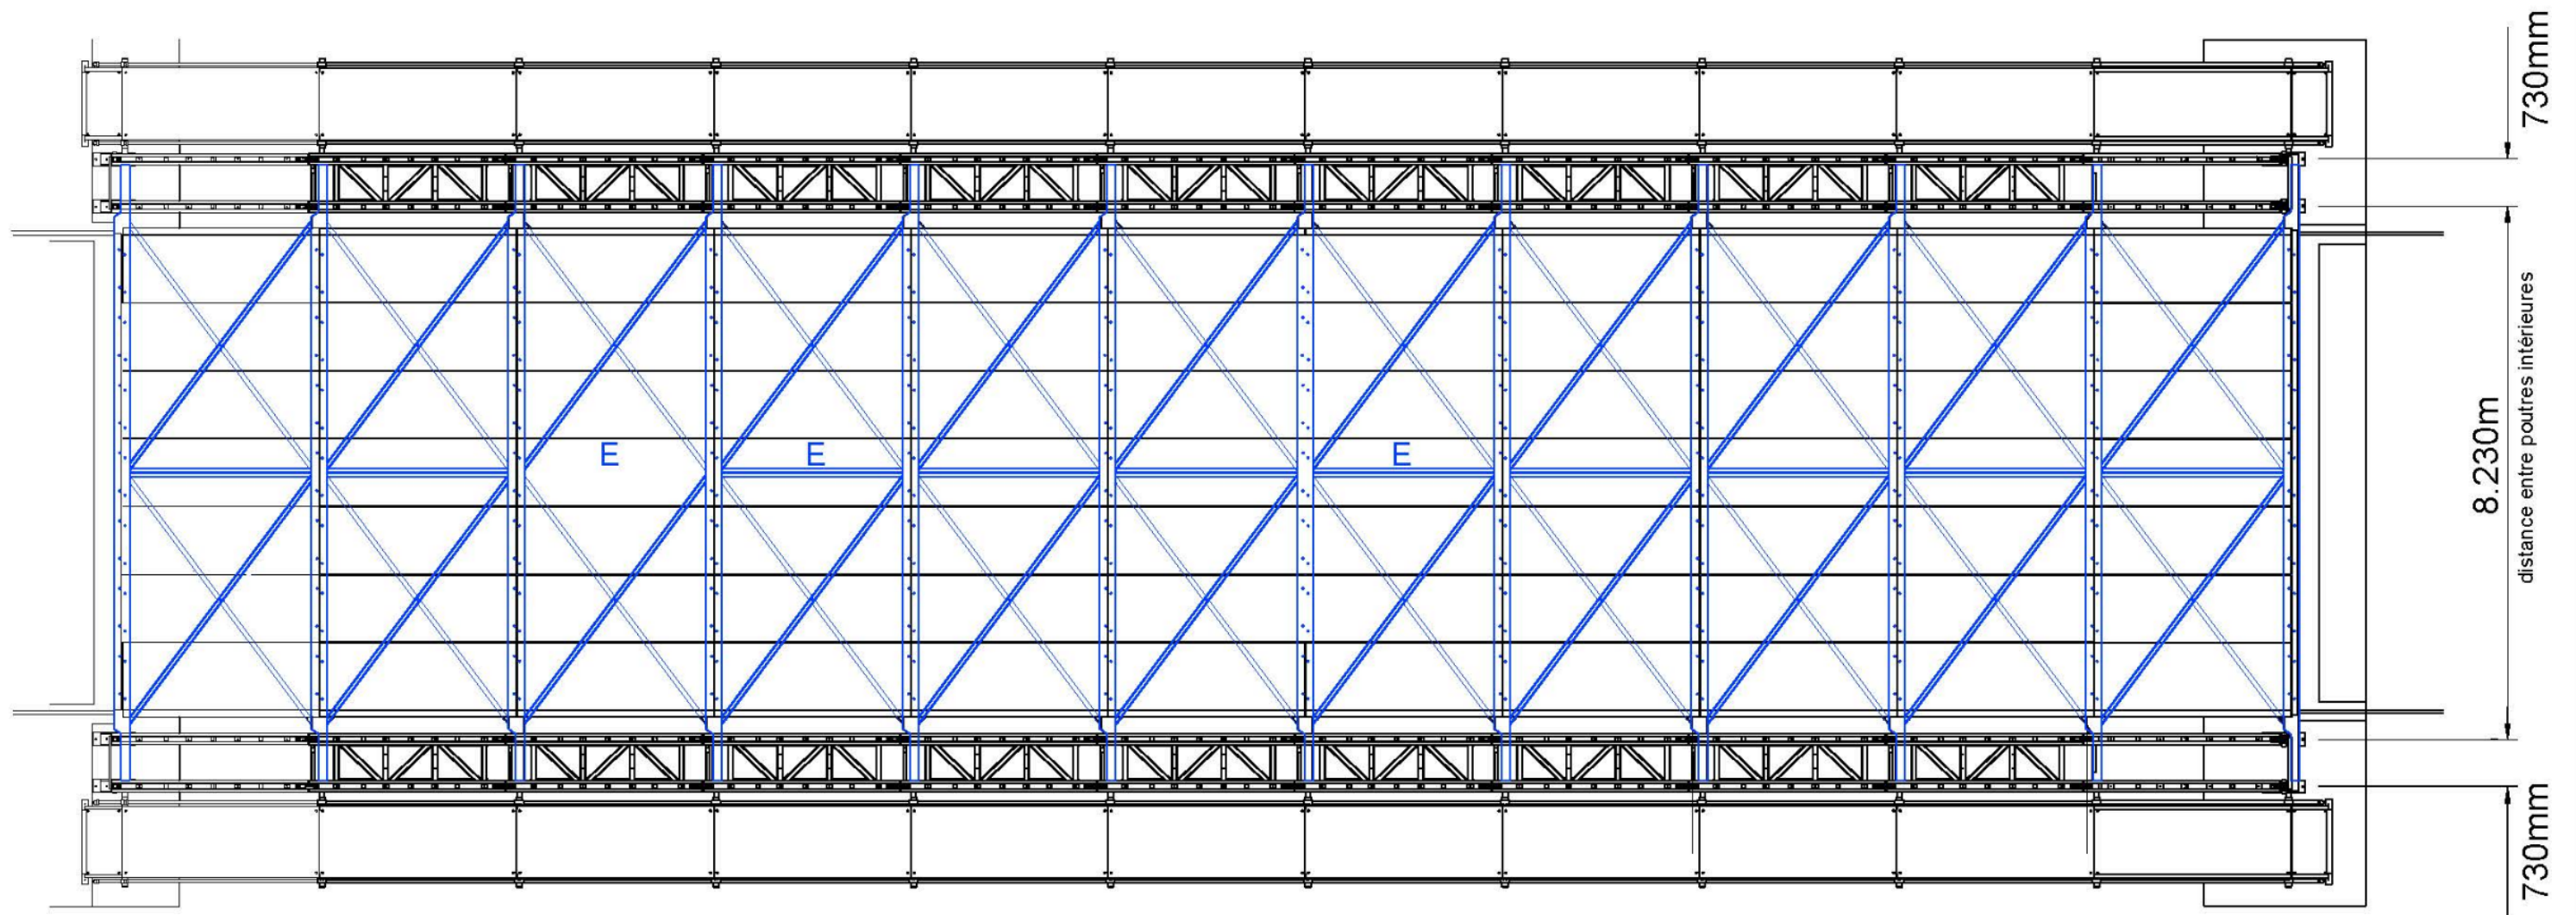 730mm
E
E
E
8.230m
distance entre poutres intérieures
730mm